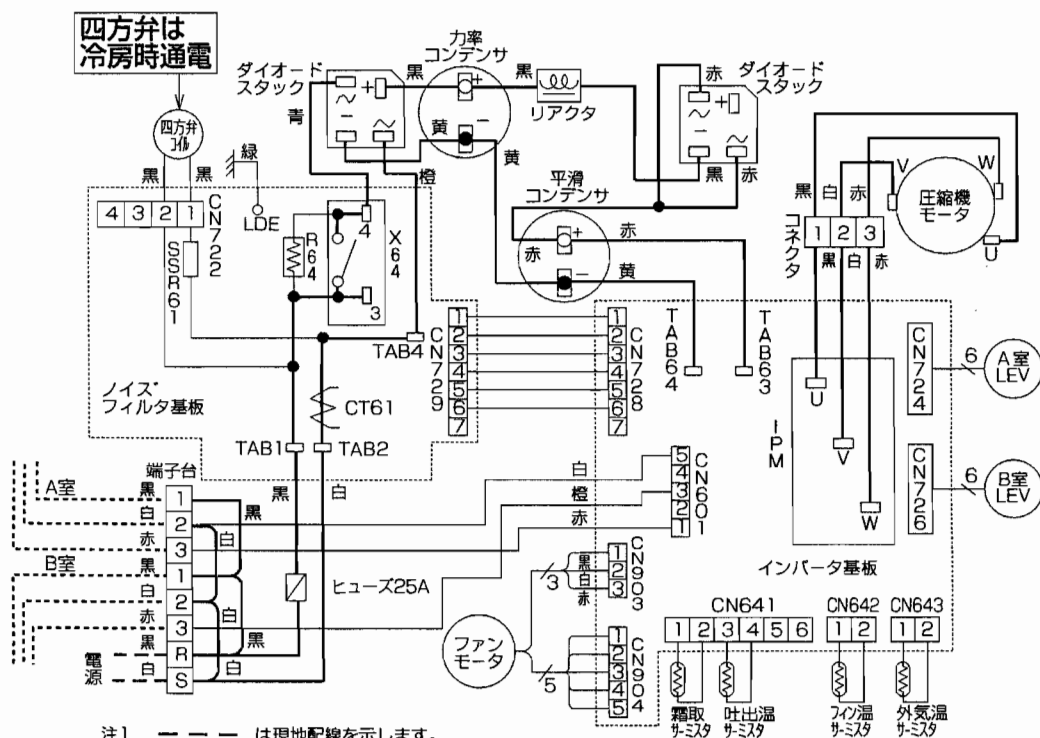 四方弁は
冷房時通電
四方弁
コイル
黒 黒
緑
LDE
4 3 2 1
CN722
SSR61
R64
X64
4
3
TAB4
CT61
ノイズ
フィルタ基板
TAB1 TAB2
ダイオード
スタック
+
~
−
~
青
黒
橙
黄
力率
コンデンサ
+
−
黒
黄
リアクタ
ダイオード
スタック
赤
~
+
−
~
黒
赤
平滑
コンデンサ
+
−
赤
赤
黄
TAB64
TAB63
CN729
1
2
3
4
5
6
7
CN728
1
2
3
4
5
6
7
コネクタ
1 2 3
黒 白 赤
黒 白 赤
V
W
U
圧縮機
モータ
IPM
U
V
W
CN724
6
A室
LEV
CN726
6
B室
LEV
インバータ基板
端子台
A室
黒 1
白 2
赤 3
B室
黒 1
白 2
赤 3
黒 R
白 S
電源
黒
白
白
黒
白
黒 白
ヒューズ25A
白
橙
赤
CN601
5
4
3
2
1
CN903
1
2
3
黒
白
赤
3
ファン
モータ
5
CN904
1
2
3
4
5
CN641
1 2 3 4 5 6
CN642
1 2
CN643
1 2
霜取
サーミスタ
吐出温
サーミスタ
フィン温
サーミスタ
外気温
サーミスタ
注1 — — — は現地配線を示します。